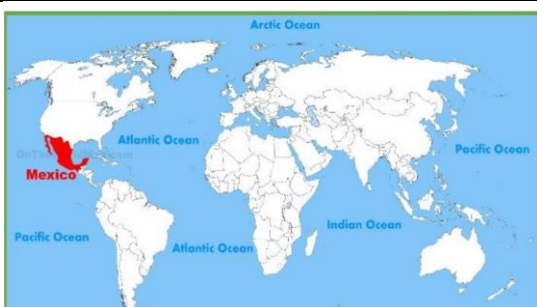 Arctic Ocean
Atlantic Ocean
Pacific Ocean
Mexico
Pacific Ocean
Atlantic Ocean
Indian Ocean